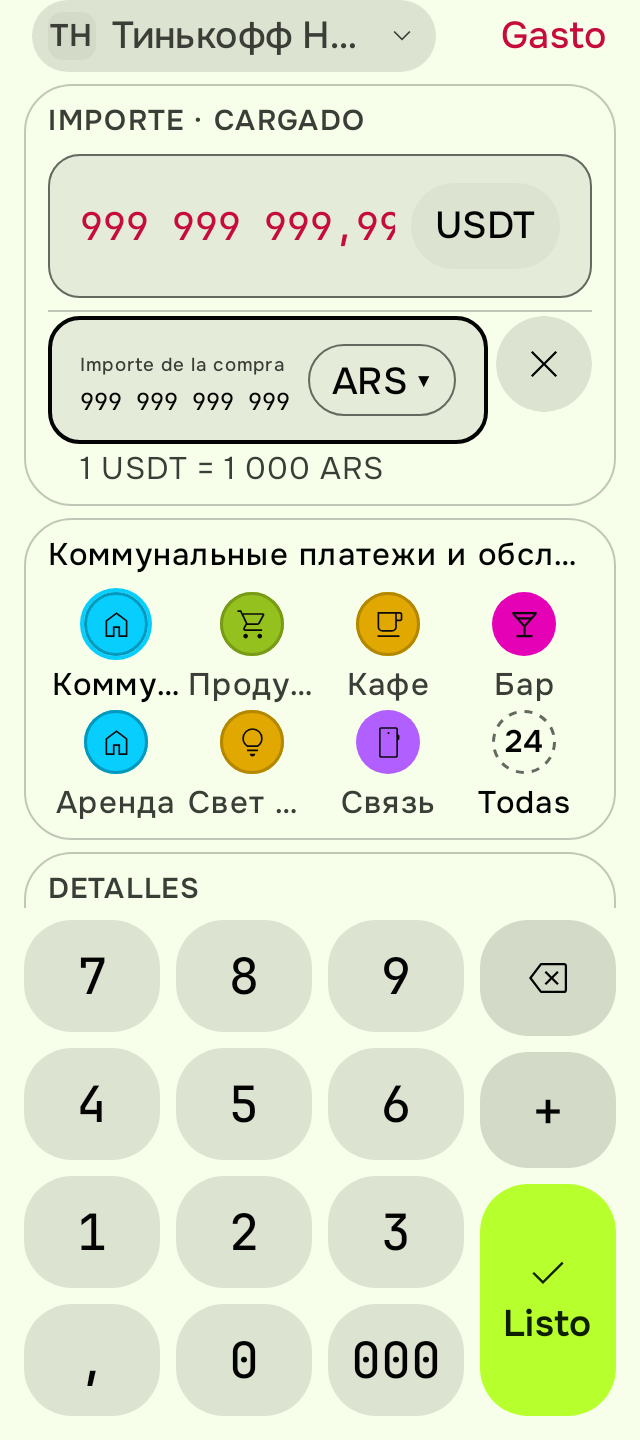 TH Тинькофф Н...
Gasto
IMPORTE · CARGADO
999 999 999,99 USDT
Importe de la compra
999 999 999 999
ARS ▾
1 USDT = 1 000 ARS
Коммунальные платежи и обсл...
Комму... Проду... Кафе Бар
24
Аренда Свет ... Связь Todas
DETALLES
7 8 9
4 5 6 +
1 2 3
Listo
, 0 000